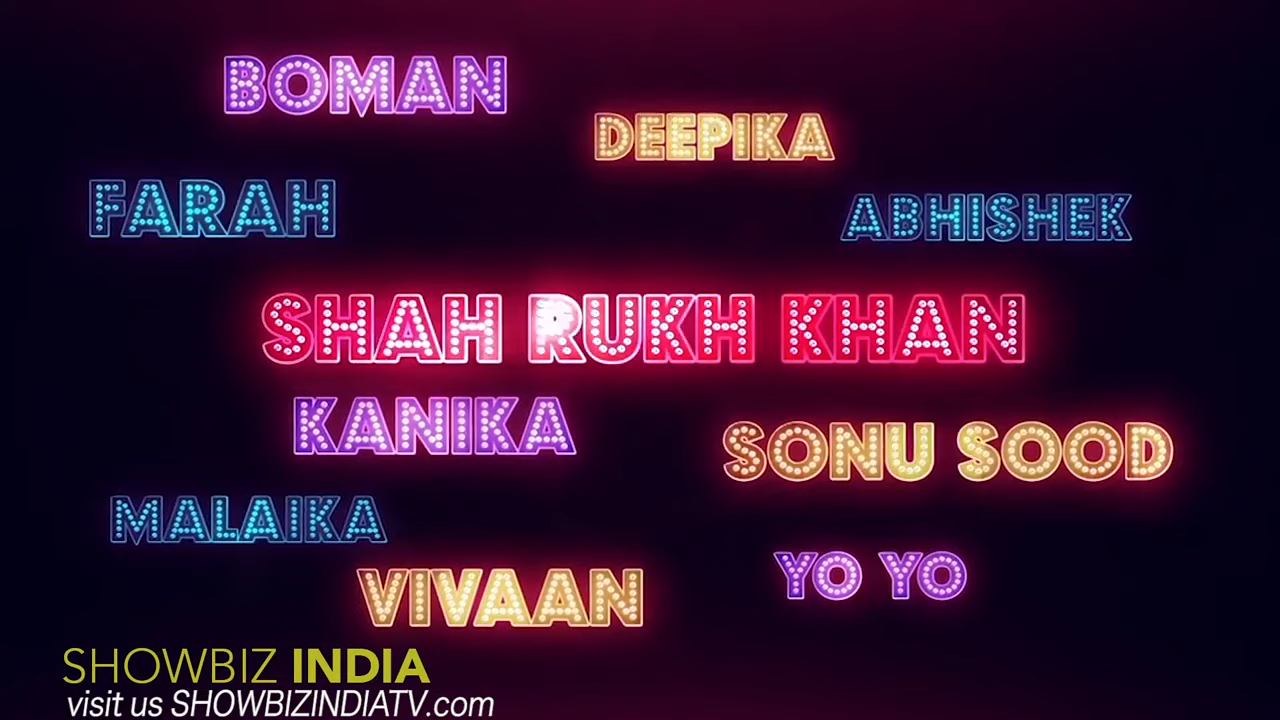 BOMAN
DEEPIKA
FARAH
ABHISHEK
SHAH RUKH KHAN
KANIKA
SONU SOOD
MALAIKA
YO YO
VIVAAN
SHOWBIZ INDIA
visit us SHOWBIZINDIATV.com